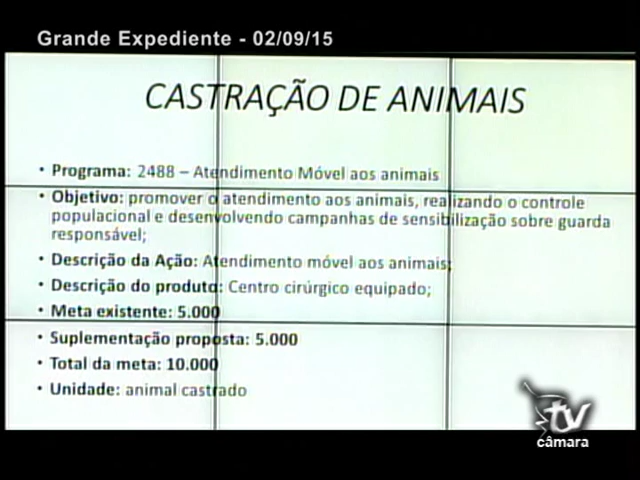 Grande Expediente - 02/09/15
CASTRAÇÃO DE ANIMAIS
• Programa: 2488 – Atendimento Móvel aos animais
• Objetivo: promover o atendimento aos animais, realizando o controle
populacional e desenvolvendo campanhas de sensibilização sobre guarda
responsável;
• Descrição da Ação: Atendimento móvel aos animais;
• Descrição do produto: Centro cirúrgico equipado;
• Meta existente: 5.000
• Suplementação proposta: 5.000
• Total da meta: 10.000
• Unidade: animal castrado
tv
câmara